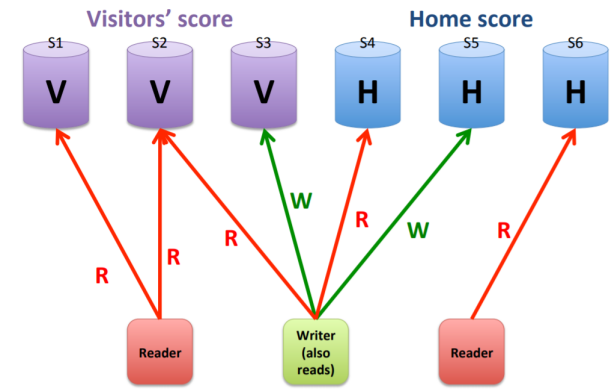 Visitors’ score Home score
S1 S2 S3 S4 S5 S6
V V V H H H
W R W R
R R R
Reader Writer (also reads) Reader